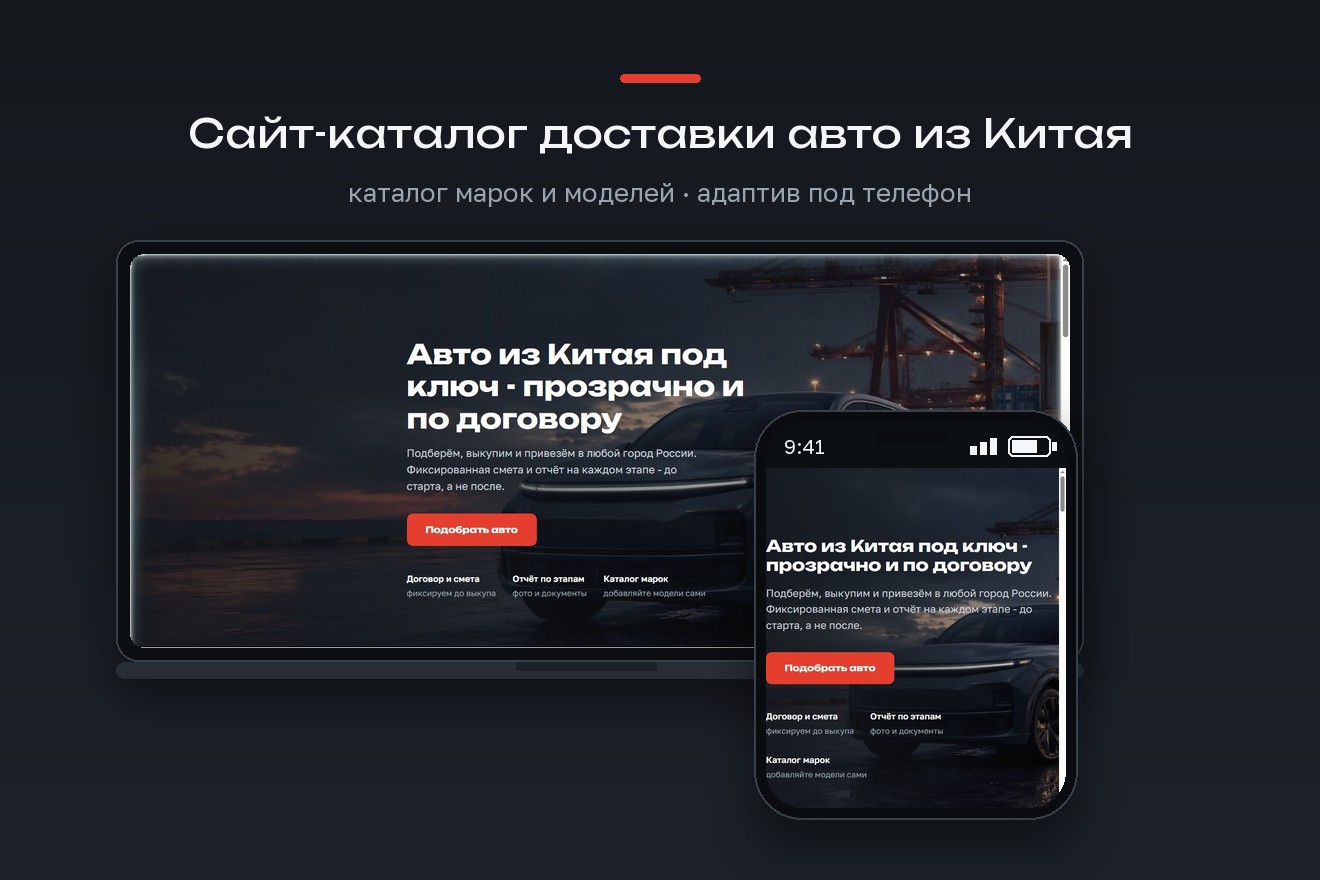 Сайт-каталог доставки авто из Китая
каталог марок и моделей · адаптив под телефон
Авто из Китая под
ключ - прозрачно и
по договору
Подберём, выкупим и привезём в любой город России.
Фиксированная смета и отчёт на каждом этапе - до
старта, а не после.
Подобрать авто
Договор и смета
фиксируем до выкупа
Отчёт по этапам
фото и документы
Каталог марок
добавляйте модели сами
9:41
Авто из Китая под ключ -
прозрачно и по договору
Подберём, выкупим и привезём в любой город России.
Фиксированная смета и отчёт на каждом этапе - до
старта, а не после.
Подобрать авто
Договор и смета
фиксируем до выкупа
Отчёт по этапам
фото и документы
Каталог марок
добавляйте модели сами